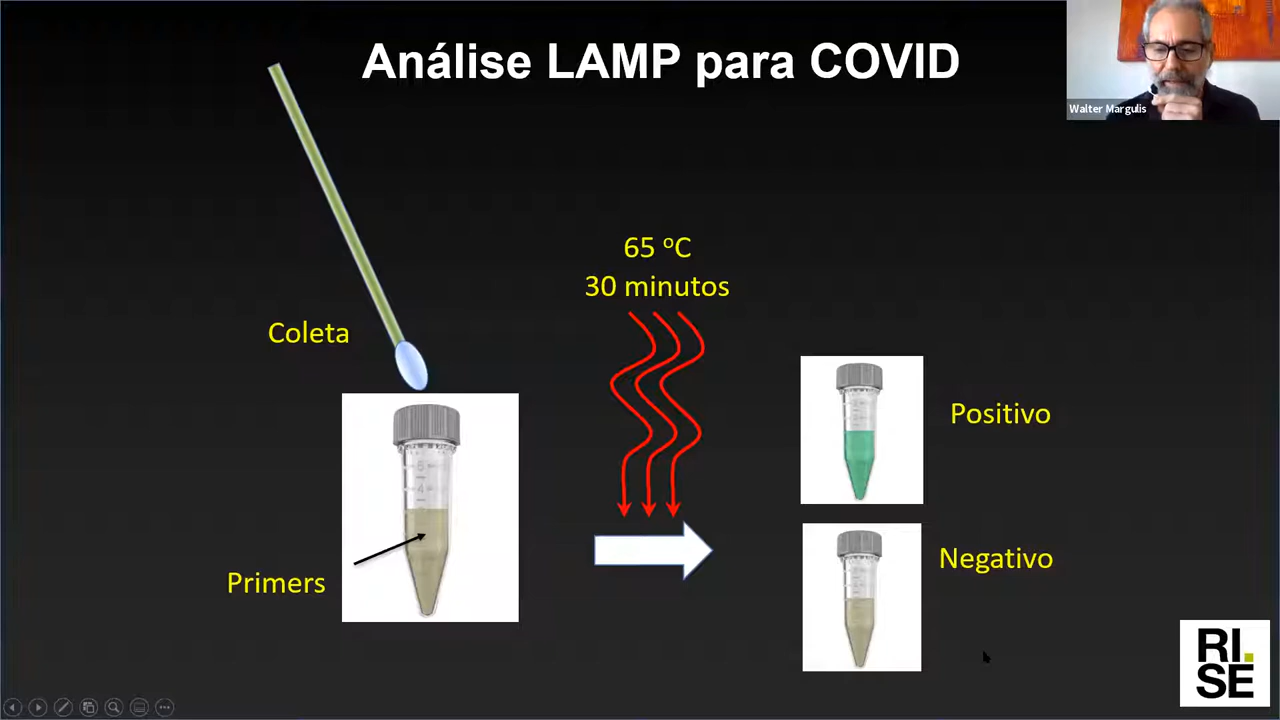 Análise LAMP para COVID
Walter Margulis
65 ºC
30 minutos
Coleta
Positivo
Primers
Negativo
RI.
SE